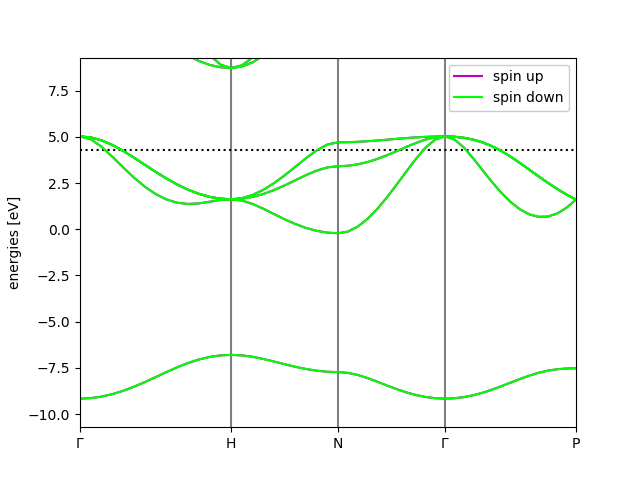 energies [eV]
7.5
5.0
2.5
0.0
−2.5
−5.0
−7.5
−10.0
Γ
H
N
Γ
P
spin up
spin down